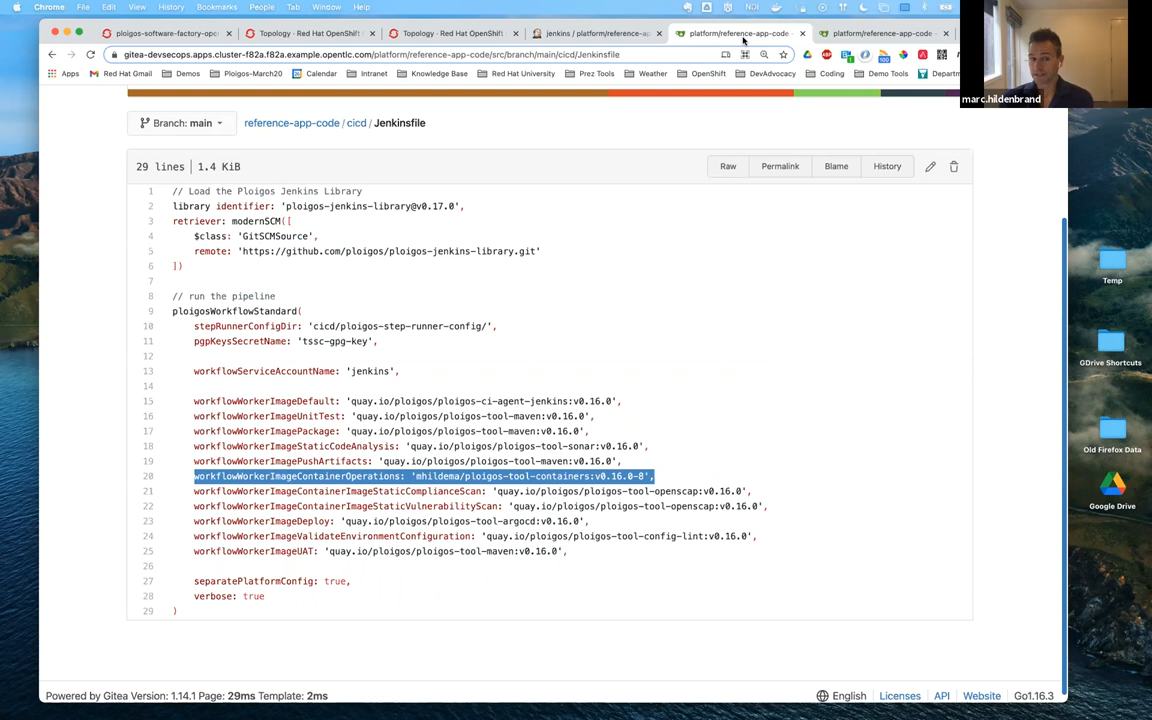 Chrome File Edit View History Bookmarks People Tab Window Help
NDI
ploigos-software-factory-oper
Topology · Red Hat OpenShift
Topology · Red Hat OpenShift
jenkins / platform/reference-ap
platform/reference-app-code
platform/reference-app-code
gitea-devsecops.apps.cluster-f82a.f82a.example.opentlc.com/platform/reference-app-code/src/branch/main/cicd/Jenkinsfile
Apps Red Hat Gmail Demos Ploigos-March20 Calendar Intranet Knowledge Base Red Hat University Prez Tools Weather OpenShift DevAdvocacy Coding Demo Tools Departm
marc.hildenbrand
Branch: main
reference-app-code / cicd / Jenkinsfile
29 lines | 1.4 KiB
Raw Permalink Blame History
1 // Load the Ploigos Jenkins Library
2 library identifier: 'ploigos-jenkins-library@v0.17.0',
3 retriever: modernSCM([
4 $class: 'GitSCMSource',
5 remote: 'https://github.com/ploigos/ploigos-jenkins-library.git'
6 ])
7
8 // run the pipeline
9 ploigosWorkflowStandard(
10 stepRunnerConfigDir: 'cicd/ploigos-step-runner-config/',
11 pgpKeysSecretName: 'tssc-gpg-key',
12
13 workflowServiceAccountName: 'jenkins',
14
15 workflowWorkerImageDefault: 'quay.io/ploigos/ploigos-ci-agent-jenkins:v0.16.0',
16 workflowWorkerImageUnitTest: 'quay.io/ploigos/ploigos-tool-maven:v0.16.0',
17 workflowWorkerImagePackage: 'quay.io/ploigos/ploigos-tool-maven:v0.16.0',
18 workflowWorkerImageStaticCodeAnalysis: 'quay.io/ploigos/ploigos-tool-sonar:v0.16.0',
19 workflowWorkerImagePushArtifacts: 'quay.io/ploigos/ploigos-tool-maven:v0.16.0',
20 workflowWorkerImageContainerOperations: 'mhildema/ploigos-tool-containers:v0.16.0-8',
21 workflowWorkerImageContainerImageStaticComplianceScan: 'quay.io/ploigos/ploigos-tool-openscap:v0.16.0',
22 workflowWorkerImageContainerImageStaticVulnerabilityScan: 'quay.io/ploigos/ploigos-tool-openscap:v0.16.0',
23 workflowWorkerImageDeploy: 'quay.io/ploigos/ploigos-tool-argocd:v0.16.0',
24 workflowWorkerImageValidateEnvironmentConfiguration: 'quay.io/ploigos/ploigos-tool-config-lint:v0.16.0',
25 workflowWorkerImageUAT: 'quay.io/ploigos/ploigos-tool-maven:v0.16.0',
26
27 separatePlatformConfig: true,
28 verbose: true
29 )
Temp
GDrive Shortcuts
Old Firefox Data
Google Drive
Powered by Gitea Version: 1.14.1 Page: 29ms Template: 2ms
English Licenses API Website Go1.16.3